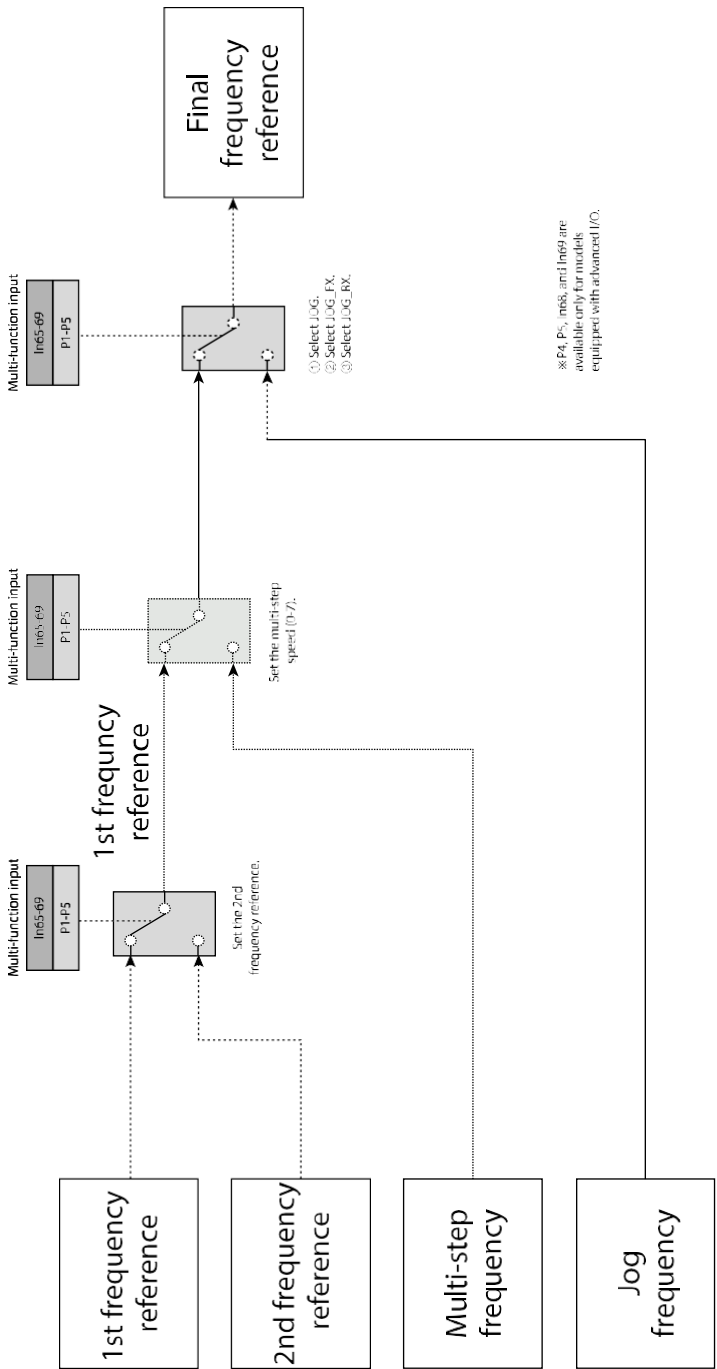 1st frequency
reference
2nd frequency
reference
Multi-step
frequency
Jog
frequency
Multi-function input
In65-69
P1-P5
Set the 2nd
frequency reference.
1st frequncy
reference
Multi-function input
In65-69
P1-P5
Set the multi-step
speed (0-7).
Multi-function input
In65-69
P1-P5
① Select JOG.
② Select JOG_FX.
③ Select JOG_RX.
Final
frequency
reference
※ P4, P5, In68, and In69 are
available only for models
equipped with advanced I/O.